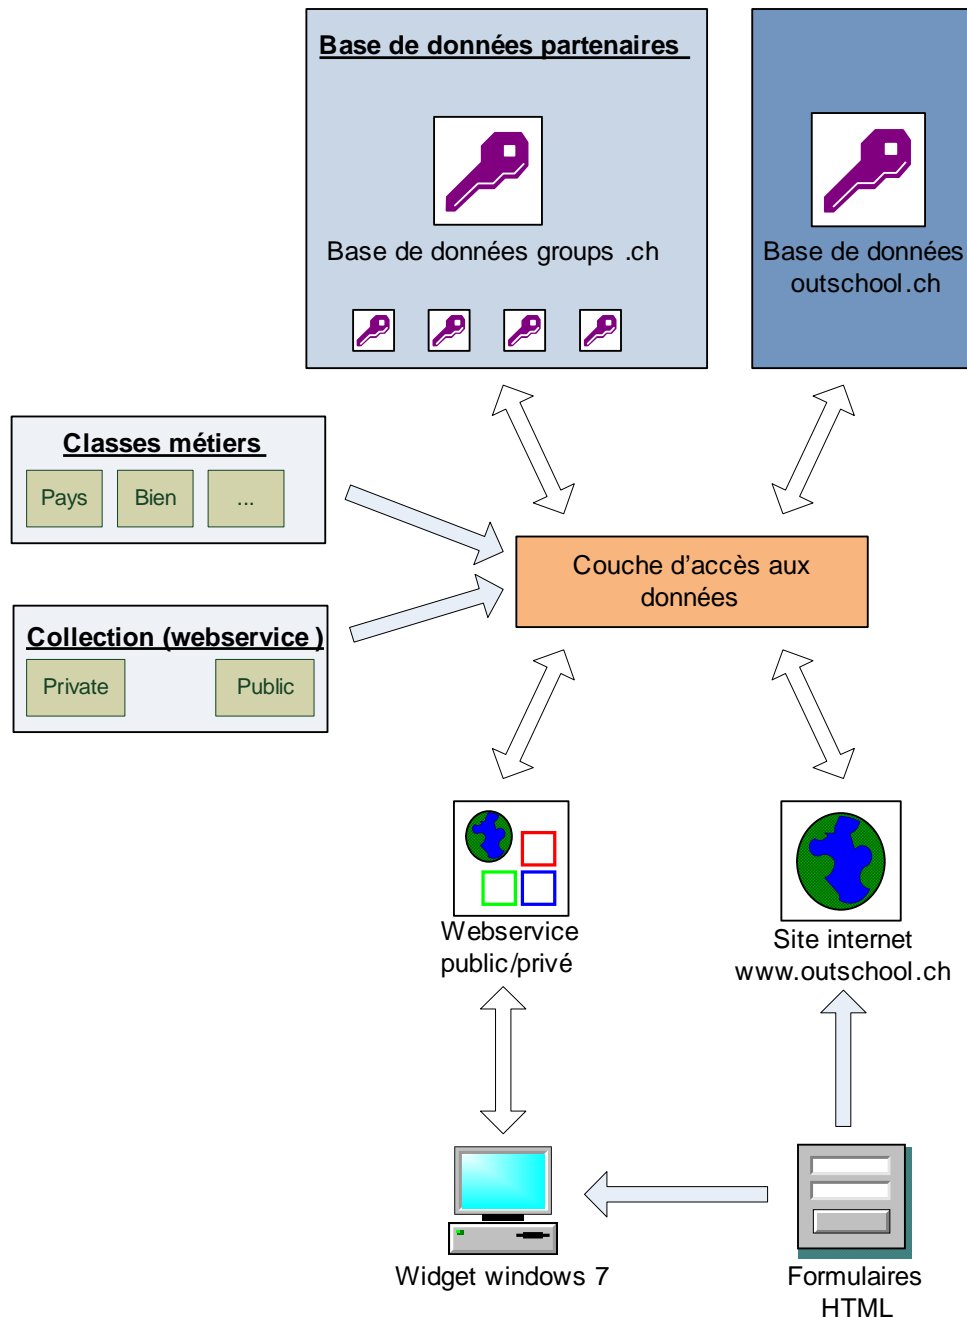 Base de données partenaires
Base de données groups .ch
Base de données
outschool.ch
Classes métiers
Pays
Bien
...
Couche d'accès aux
données
Collection (webservice )
Private
Public
Webservice
public/privé
Site internet
www.outschool.ch
Widget windows 7
Formulaires
HTML